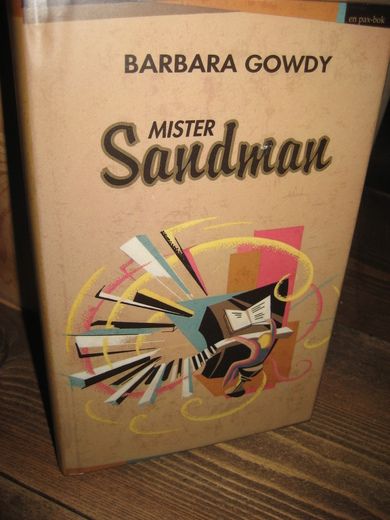 en pax-bok
BARBARA GOWDY
MISTER
Sandman